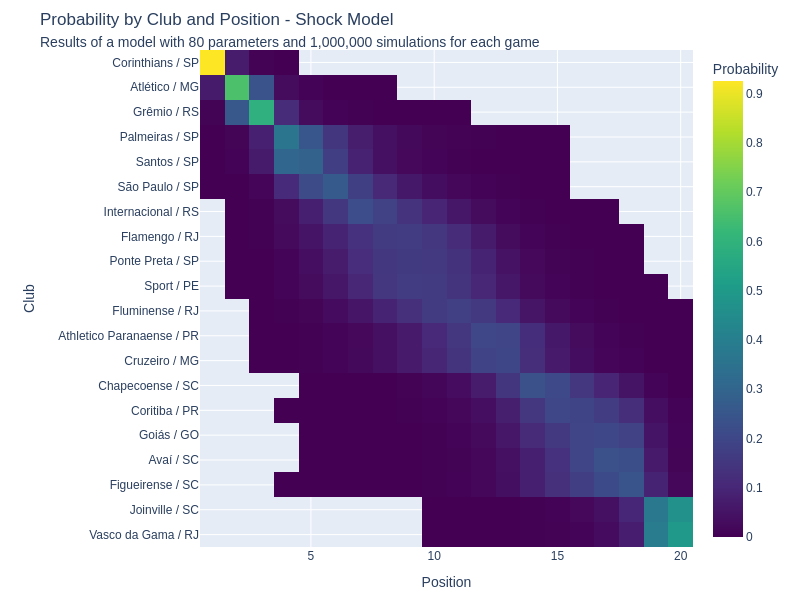 Probability by Club and Position - Shock Model
Results of a model with 80 parameters and 1,000,000 simulations for each game
Probability
Corinthians / SP
Atlético / MG
Grêmio / RS
Palmeiras / SP
Santos / SP
São Paulo / SP
Internacional / RS
Flamengo / RJ
Ponte Preta / SP
Sport / PE
Fluminense / RJ
Athletico Paranaense / PR
Cruzeiro / MG
Chapecoense / SC
Coritiba / PR
Goiás / GO
Avaí / SC
Figueirense / SC
Joinville / SC
Vasco da Gama / RJ
Club
5
10
15
20
Position
0.9
0.8
0.7
0.6
0.5
0.4
0.3
0.2
0.1
0